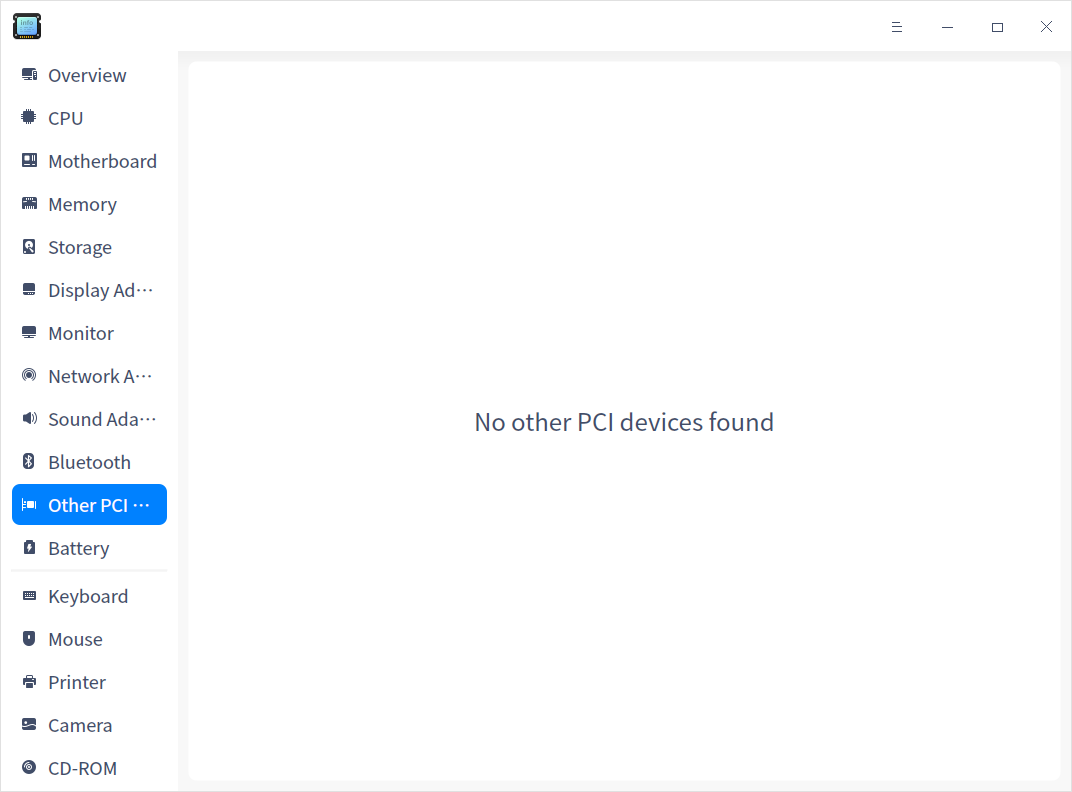 info
Overview
CPU
Motherboard
Memory
Storage
Display Ad···
Monitor
Network A···
Sound Ada···
Bluetooth
Other PCI ···
Battery
Keyboard
Mouse
Printer
Camera
CD-ROM
No other PCI devices found